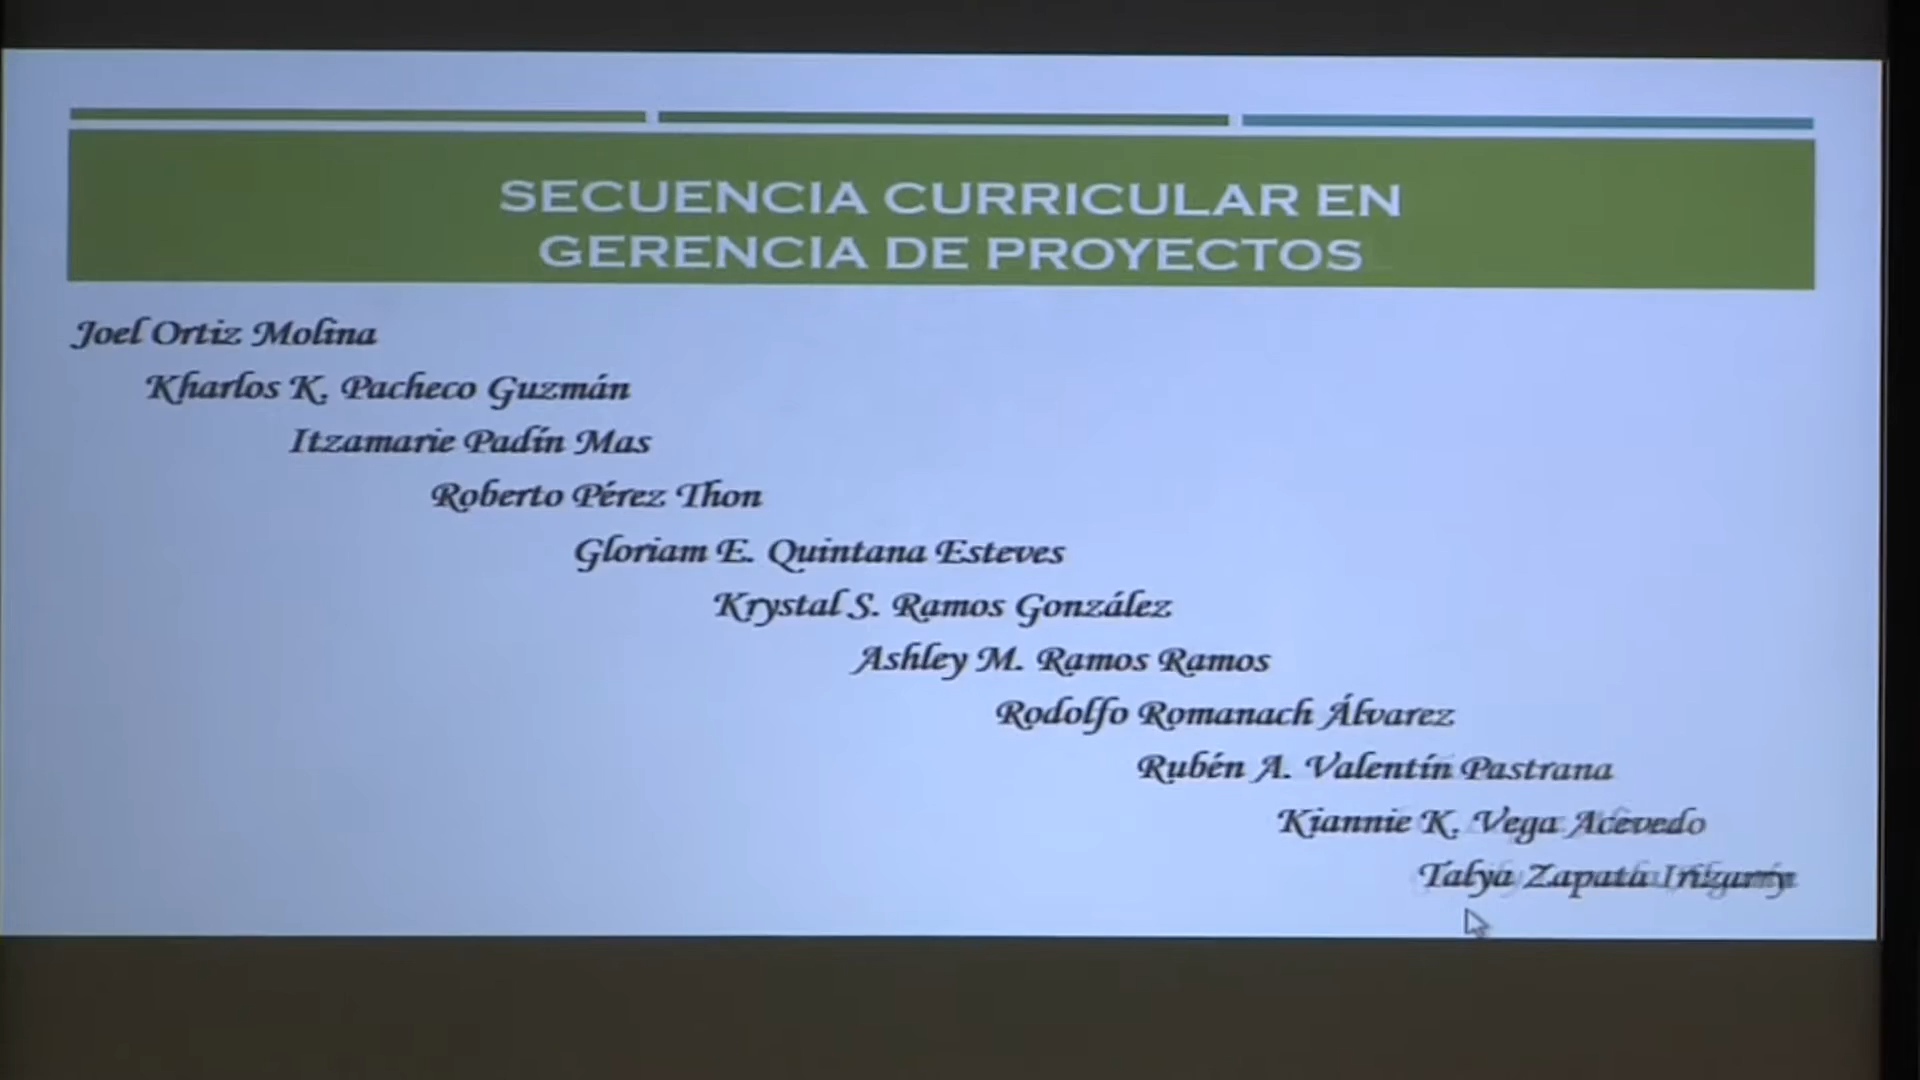 SECUENCIA CURRICULAR EN
GERENCIA DE PROYECTOS
Joel Ortiz Molina
Kharlos K. Pacheco Guzmán
Itzamarie Padín Mas
Roberto Pérez Thon
Gloriam E. Quintana Esteves
Krystal S. Ramos González
Ashley M. Ramos Ramos
Rodolfo Romanach Álvarez
Rubén A. Valentín Pastrana
Kiannie K. Vega Acevedo
Talya Zapata Irizarry